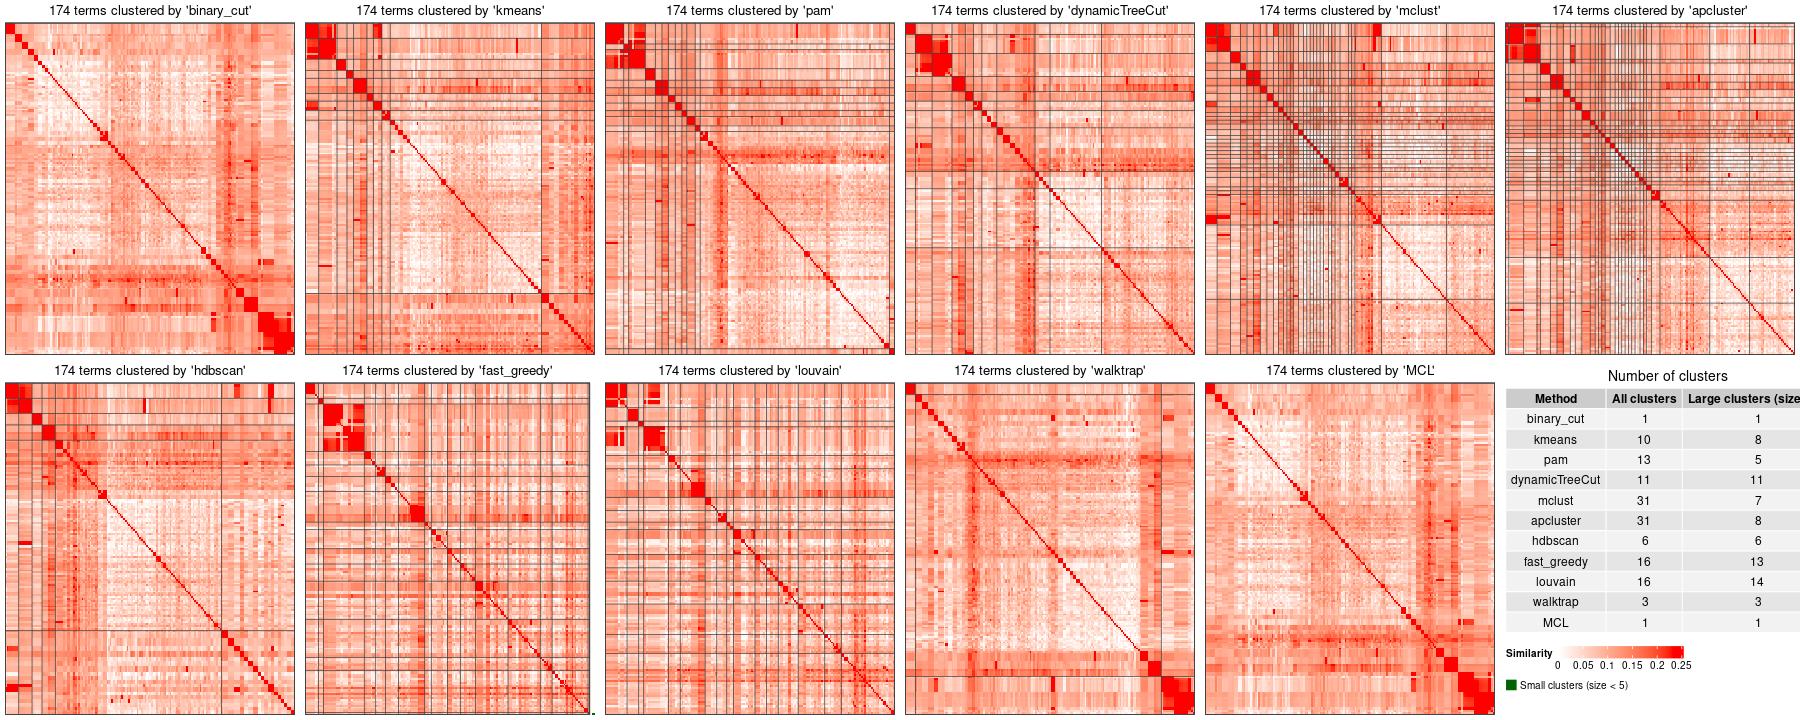 174 terms clustered by 'binary_cut'
174 terms clustered by 'kmeans'
174 terms clustered by 'pam'
174 terms clustered by 'dynamicTreeCut'
174 terms clustered by 'mclust'
174 terms clustered by 'apcluster'
174 terms clustered by 'hdbscan'
174 terms clustered by 'fast_greedy'
174 terms clustered by 'louvain'
174 terms clustered by 'walktrap'
174 terms clustered by 'MCL'
Number of clusters
Method All clusters Large clusters (size
binary_cut 1 1
kmeans 10 8
pam 13 5
dynamicTreeCut 11 11
mclust 31 7
apcluster 31 8
hdbscan 6 6
fast_greedy 16 13
louvain 16 14
walktrap 3 3
MCL 1 1
Similarity
0 0.05 0.1 0.15 0.2 0.25
Small clusters (size < 5)